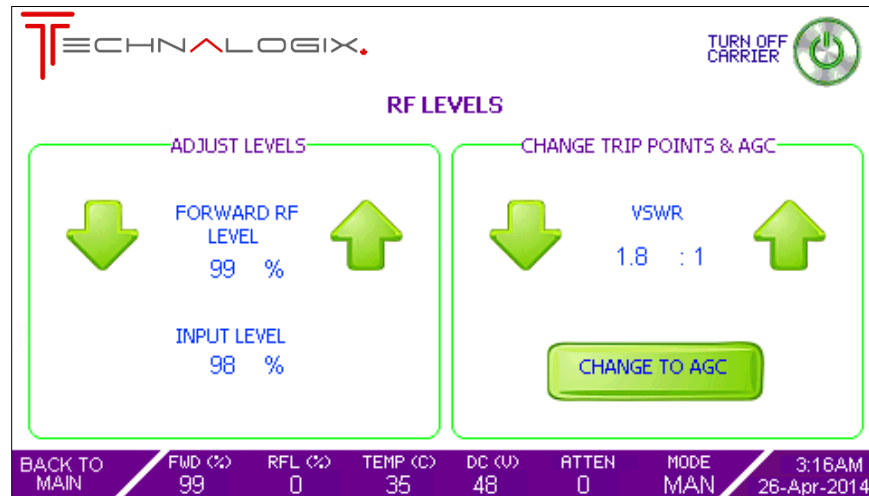 TECHNALOGIX.
TURN OFF
CARRIER
RF LEVELS
ADJUST LEVELS
FORWARD RF
LEVEL
99 %
INPUT LEVEL
98 %
CHANGE TRIP POINTS & AGC
VSWR
1.8 : 1
CHANGE TO AGC
BACK TO
MAIN
FWD (%) RFL (%) TEMP (C) DC (V) ATTEN MODE
99 0 35 48 0 MAN
3:16AM
26-Apr-2014